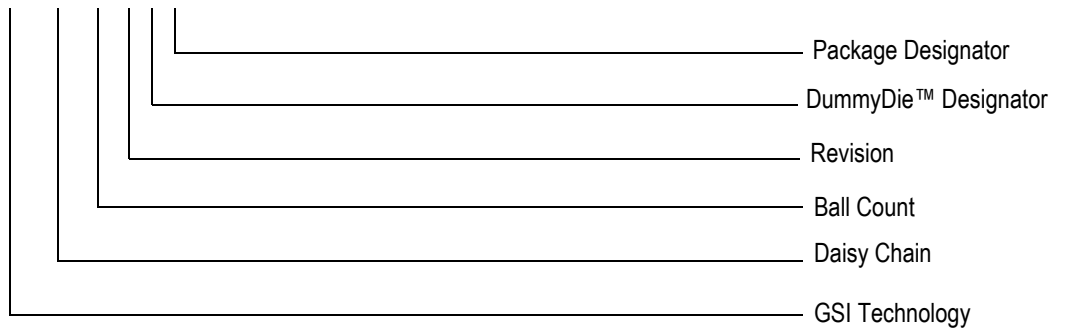 Package Designator
DummyDie™ Designator
Revision
Ball Count
Daisy Chain
GSI Technology